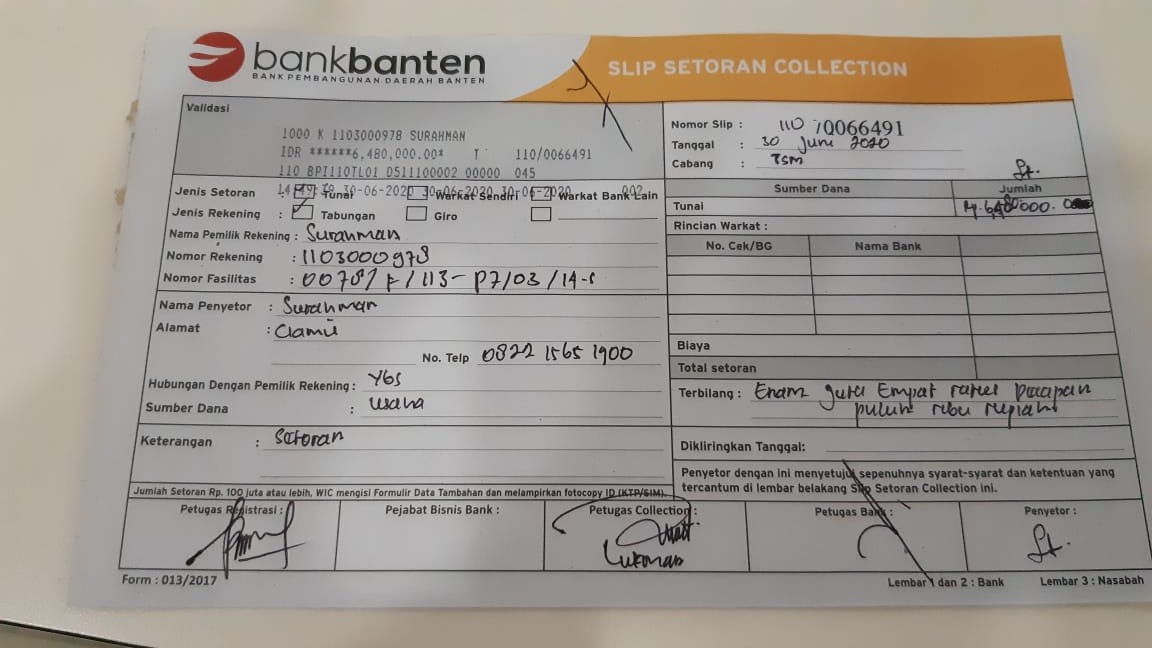 bankbanten
BANK PEMBANGUNAN DAERAH BANTEN
SLIP SETORAN COLLECTION
Validasi
1000 K 1103000978 SURAHMAN
IDR ******6,480,000.00* T 110/0066491
110 BPI110TL01 D511100002 00000 045
30-06-2020 30-06-2020 30-06-2020 002
Nomor Slip : 110 70066491
Tanggal : 30 Juni 2020
Cabang : TSM
Jenis Setoran : Tunai Warkat Sendiri Warkat Bank Lain
Jenis Rekening : Tabungan Giro
Nama Pemilik Rekening : Surahman
Nomor Rekening : 1103000978
Nomor Fasilitas : 00787 F/113- P7/03/14-S
Nama Penyetor : Surahman
Alamat : Ciamis
No. Telp 0822 1565 1900
Hubungan Dengan Pemilik Rekening : Ybs
Sumber Dana : usaha
Keterangan : Setoran
Sumber Dana Jumlah
Tunai
Rincian Warkat :
No. Cek/BG Nama Bank
Biaya
Total setoran
Terbilang : Enam juta Empat ratus
puluh ribu rupiah
Dikliringkan Tanggal:
Penyetor dengan ini menyetujui sepenuhnya syarat-syarat dan ketentuan yang
tercantum di lembar belakang Slip Setoran Collection ini.
Jumlah Setoran Rp. 100 juta atau lebih, WIC mengisi Formulir Data Tambahan dan melampirkan fotocopy ID (KTP/SIM).
Petugas Registrasi : Pejabat Bisnis Bank : Petugas Collection : Petugas Bank : Penyetor :
Lukman
Form : 013/2017
Lembar 1 dan 2 : Bank Lembar 3 : Nasabah